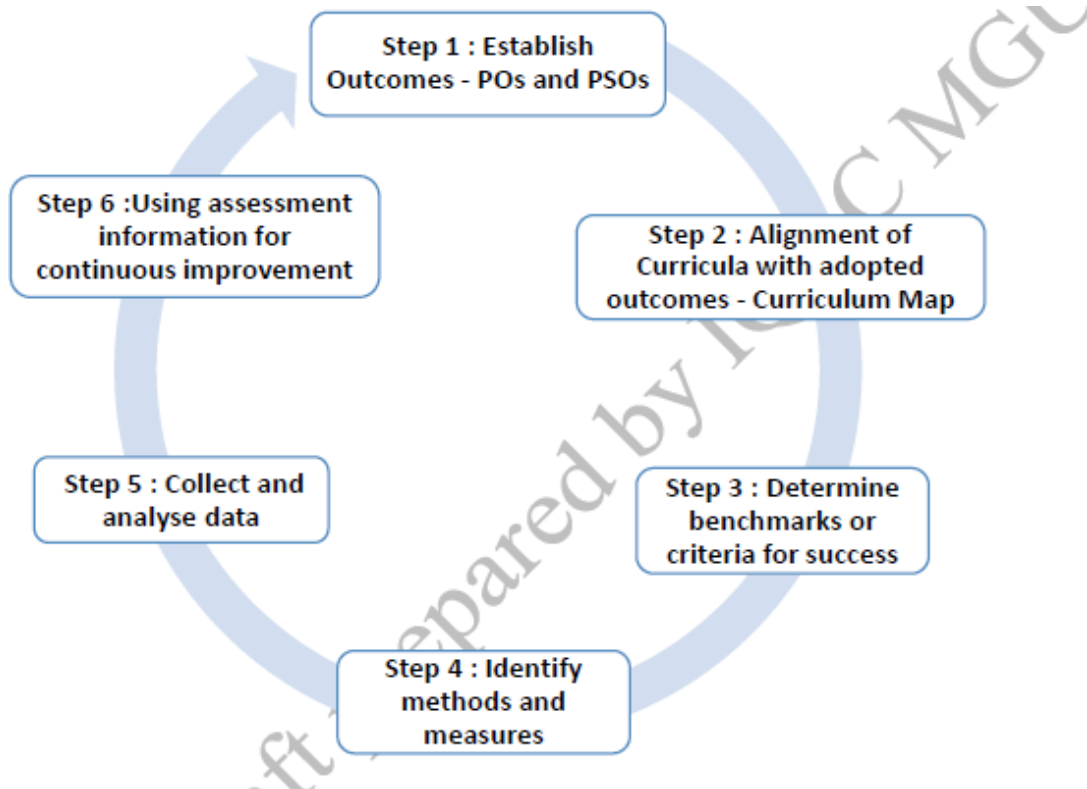 Step 1 : Establish
Outcomes - POs and PSOs
Step 2 : Alignment of
Curricula with adopted
outcomes - Curriculum Map
Step 3 : Determine
benchmarks or
criteria for success
Step 4 : Identify
methods and
measures
Step 5 : Collect and
analyse data
Step 6 :Using assessment
information for
continuous improvement
by